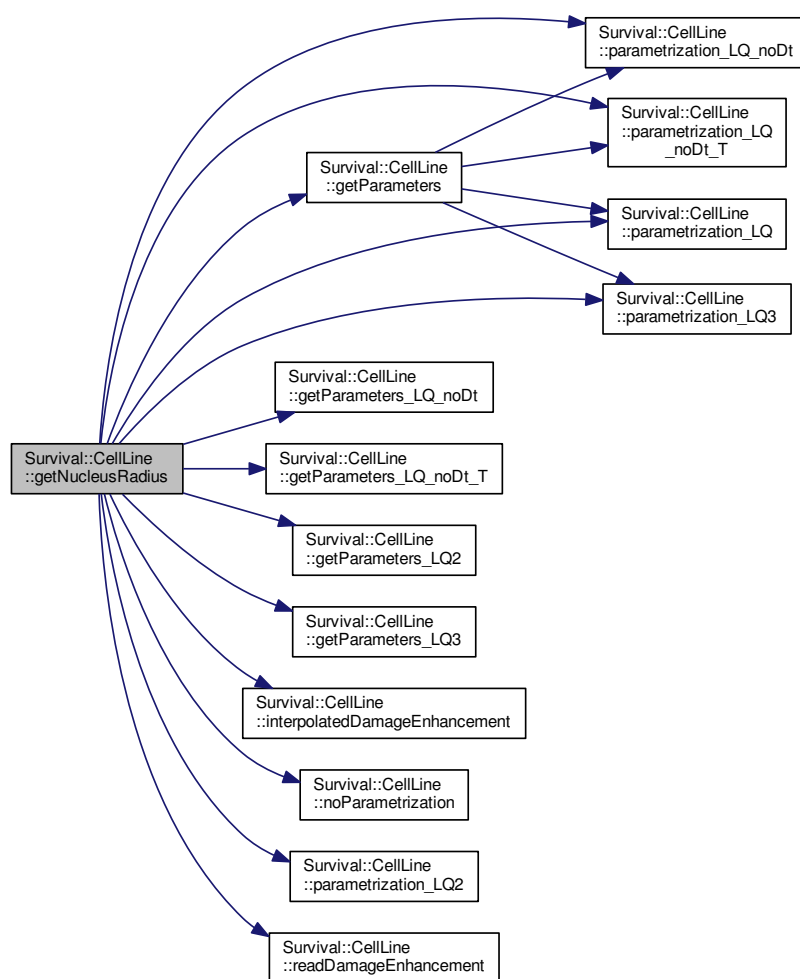 Survival::CellLine
::parametrization_LQ_noDt
Survival::CellLine
::parametrization_LQ
_noDt_T
Survival::CellLine
::getParameters
Survival::CellLine
::parametrization_LQ
Survival::CellLine
::parametrization_LQ3
Survival::CellLine
::getParameters_LQ_noDt
Survival::CellLine
::getNucleusRadius
Survival::CellLine
::getParameters_LQ_noDt_T
Survival::CellLine
::getParameters_LQ2
Survival::CellLine
::getParameters_LQ3
Survival::CellLine
::interpolatedDamageEnhancement
Survival::CellLine
::noParametrization
Survival::CellLine
::parametrization_LQ2
Survival::CellLine
::readDamageEnhancement